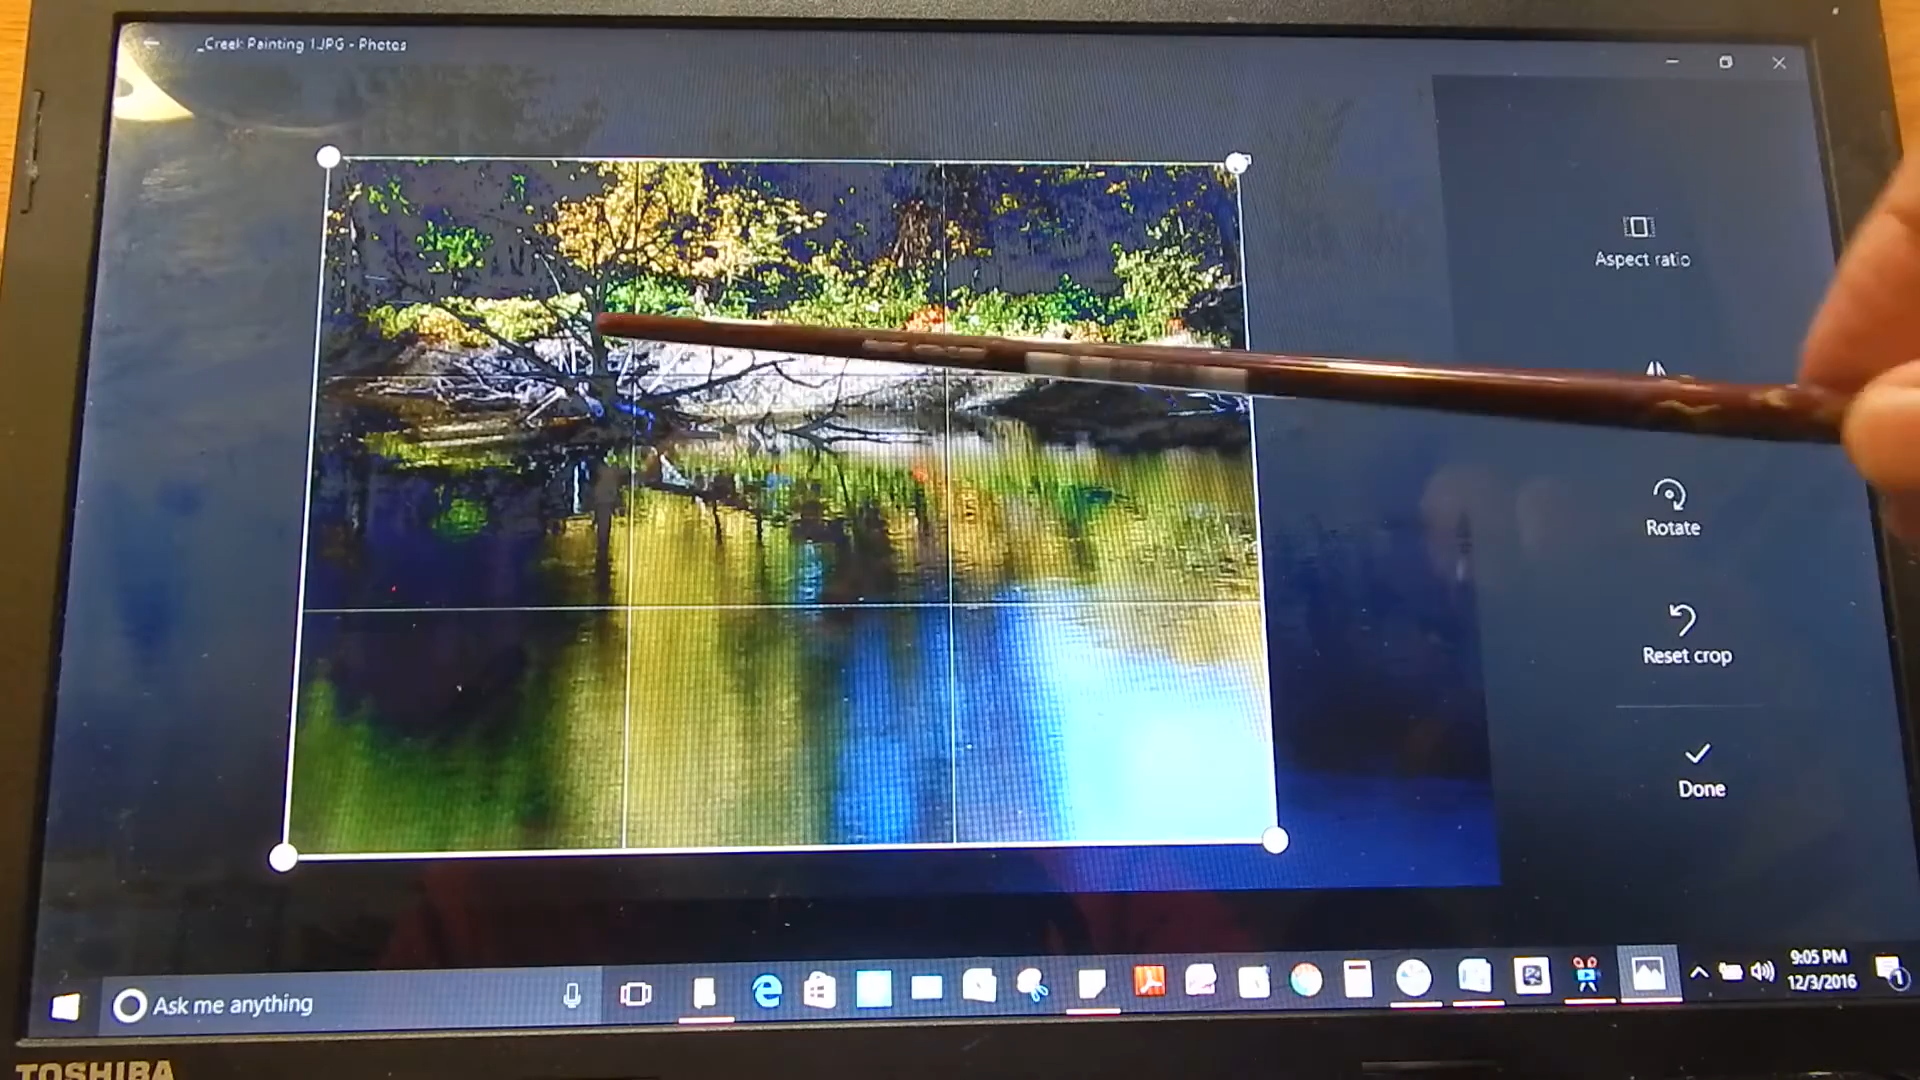 _Creek Painting 1.JPG - Photos
Aspect ratio
Rotate
Reset crop
Done
Ask me anything
9:05 PM
12/3/2016
1
TOSHIBA